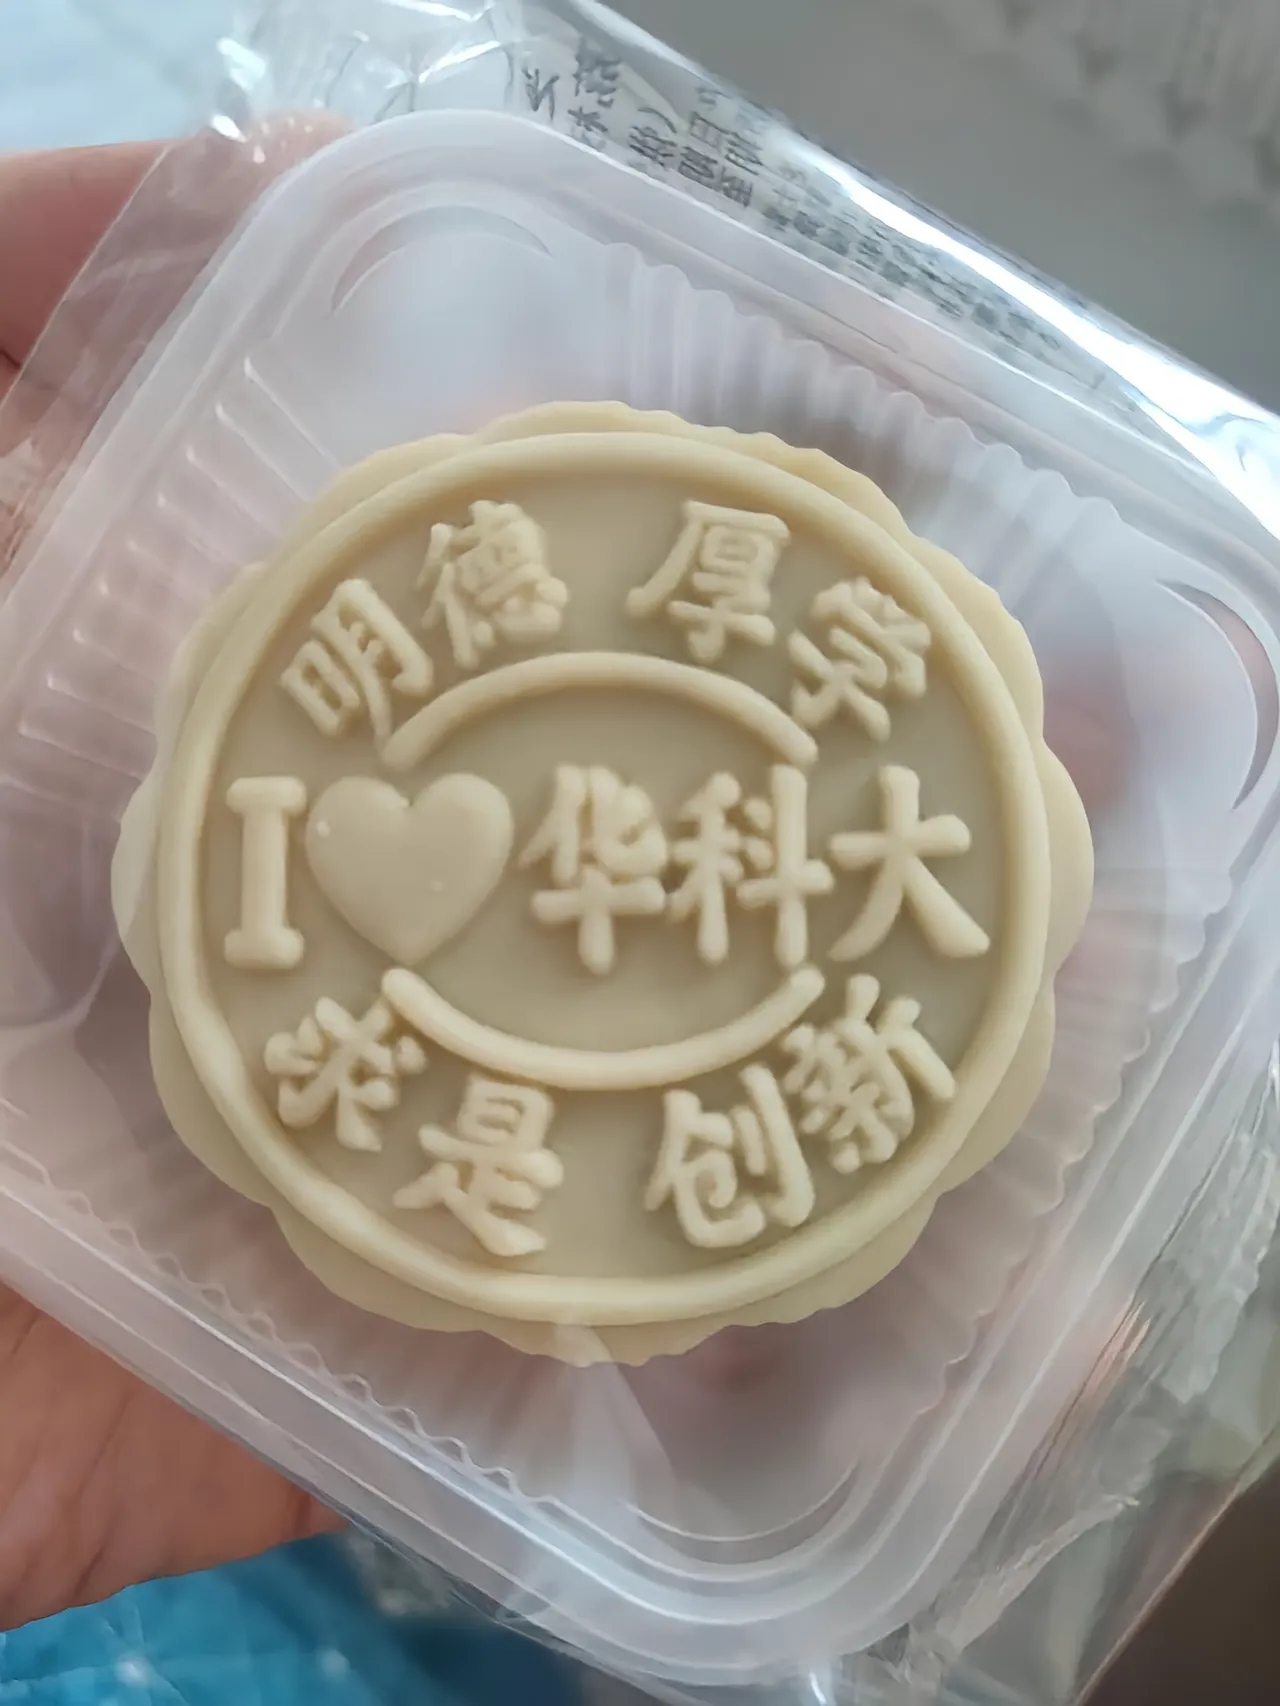 明德 厚学
I ❤ 华科大
求是 创新